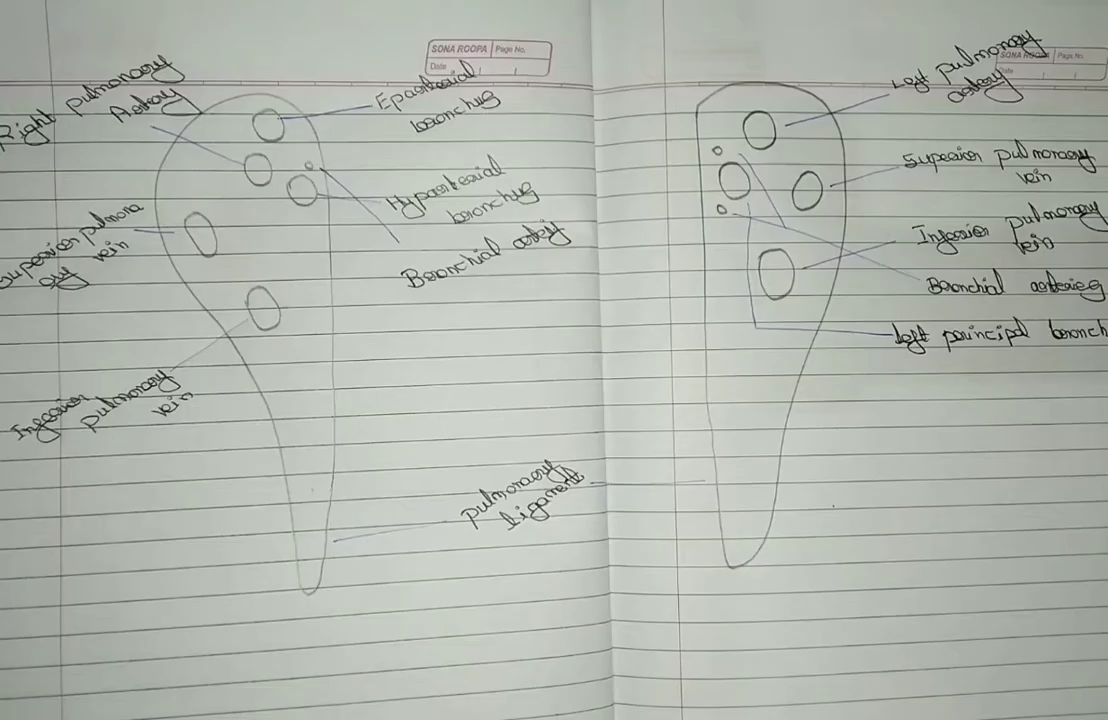 SONA ROOPA Page No.
Date
Right pulmonary
Artery
Eparterial
bronchus
Hyparterial
bronchus
Bronchial artery
Superior pulmona
ry vein
Inferior
pulmonary
vein
pulmonary
ligament
SONA ROOPA Page No.
Date
Left pulmonary
artery
Superior pulmonary
vein
Inferior pulmonary
vein
Bronchial arteries
left principal bronch